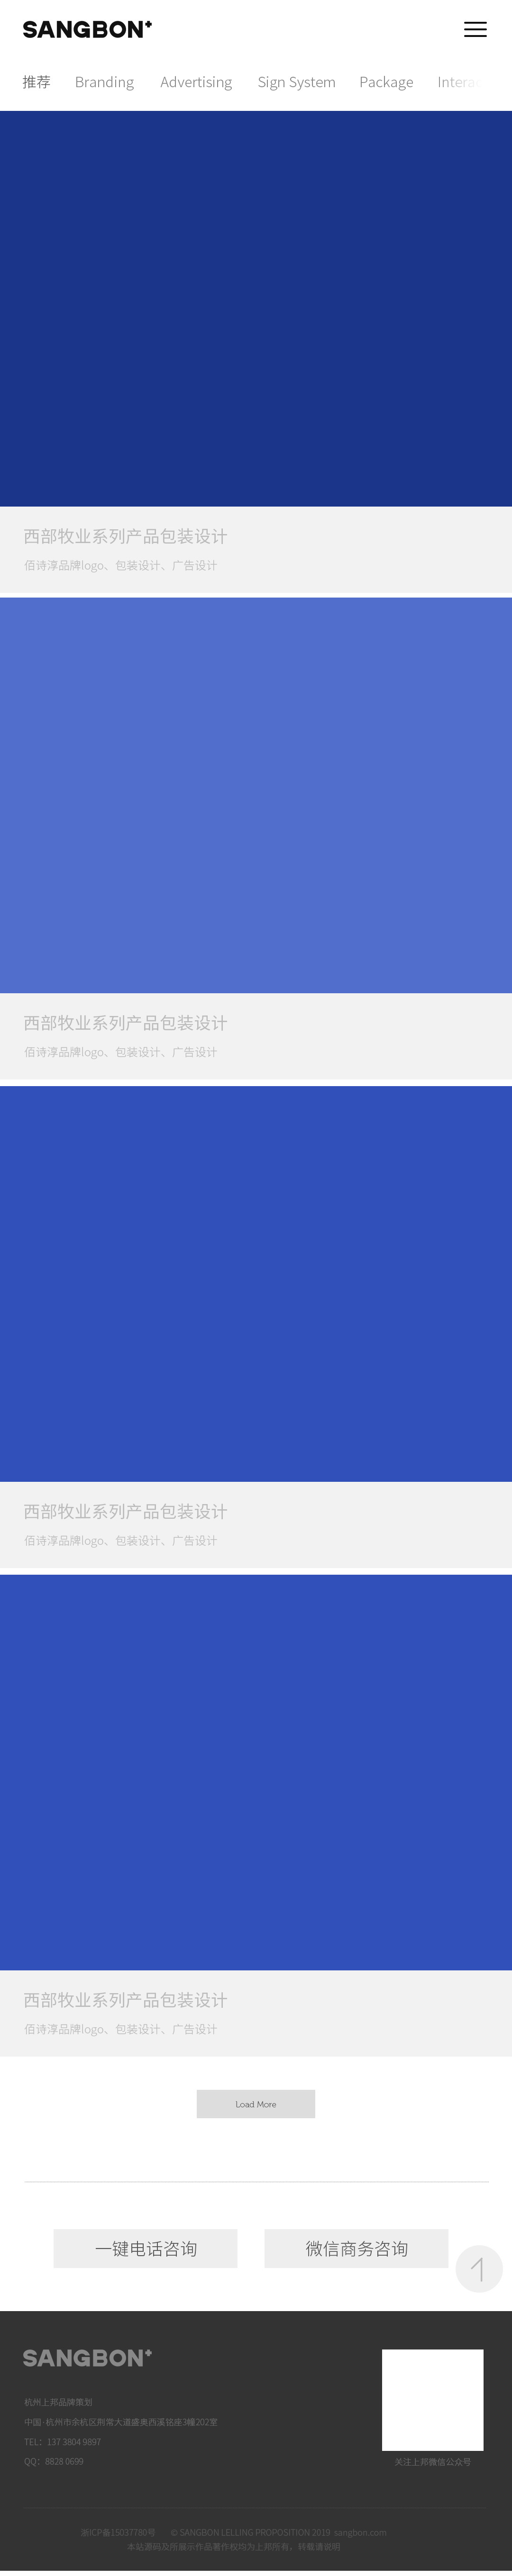 SANGBON+
推荐 Branding Advertising Sign System Package Intera
西部牧业系列产品包装设计
佰诗淳品牌logo、包装设计、广告设计
西部牧业系列产品包装设计
佰诗淳品牌logo、包装设计、广告设计
西部牧业系列产品包装设计
佰诗淳品牌logo、包装设计、广告设计
西部牧业系列产品包装设计
佰诗淳品牌logo、包装设计、广告设计
Load More
一键电话咨询 微信商务咨询
SANGBON+
杭州上邦品牌策划
中国·杭州市余杭区荆常大道盛奥西溪铭座3幢202室
TEL：137 3804 9897
QQ：8828 0699
关注上邦微信公众号
浙ICP备15037780号 © SANGBON LELLING PROPOSITION 2019 sangbon.com
本站源码及所展示作品著作权均为上邦所有，转载请说明